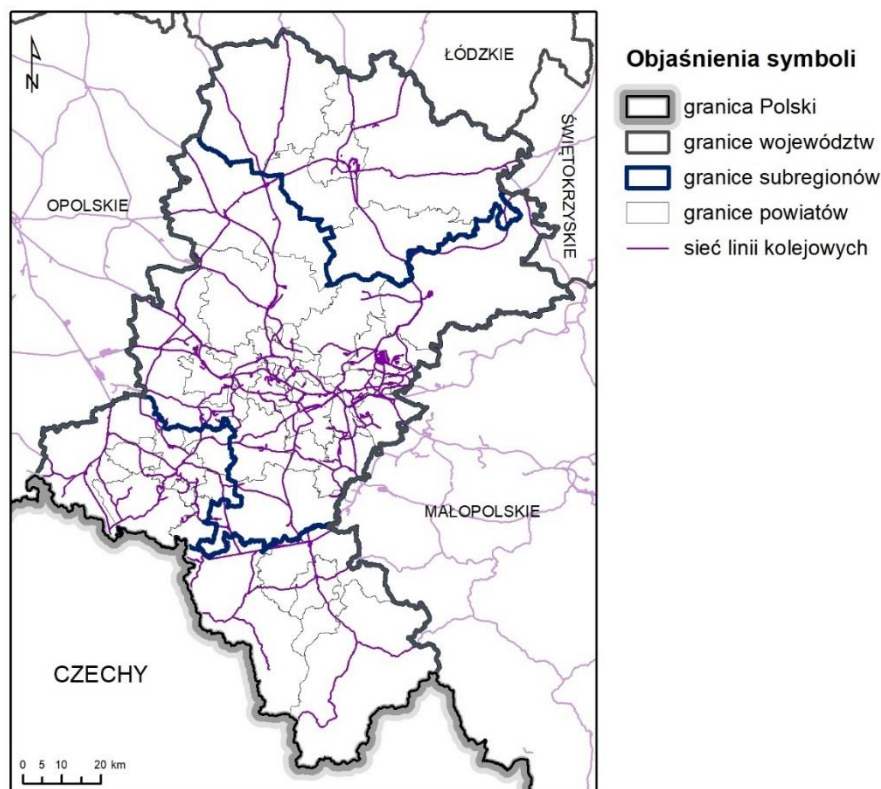 N
ŁÓDZKIE
ŚWIĘTOKRZYSKIE
OPOLSKIE
MAŁOPOLSKIE
CZECHY
0 5 10 20 km
Objaśnienia symboli
granica Polski
granice województw
granice subregionów
granice powiatów
sieć linii kolejowych